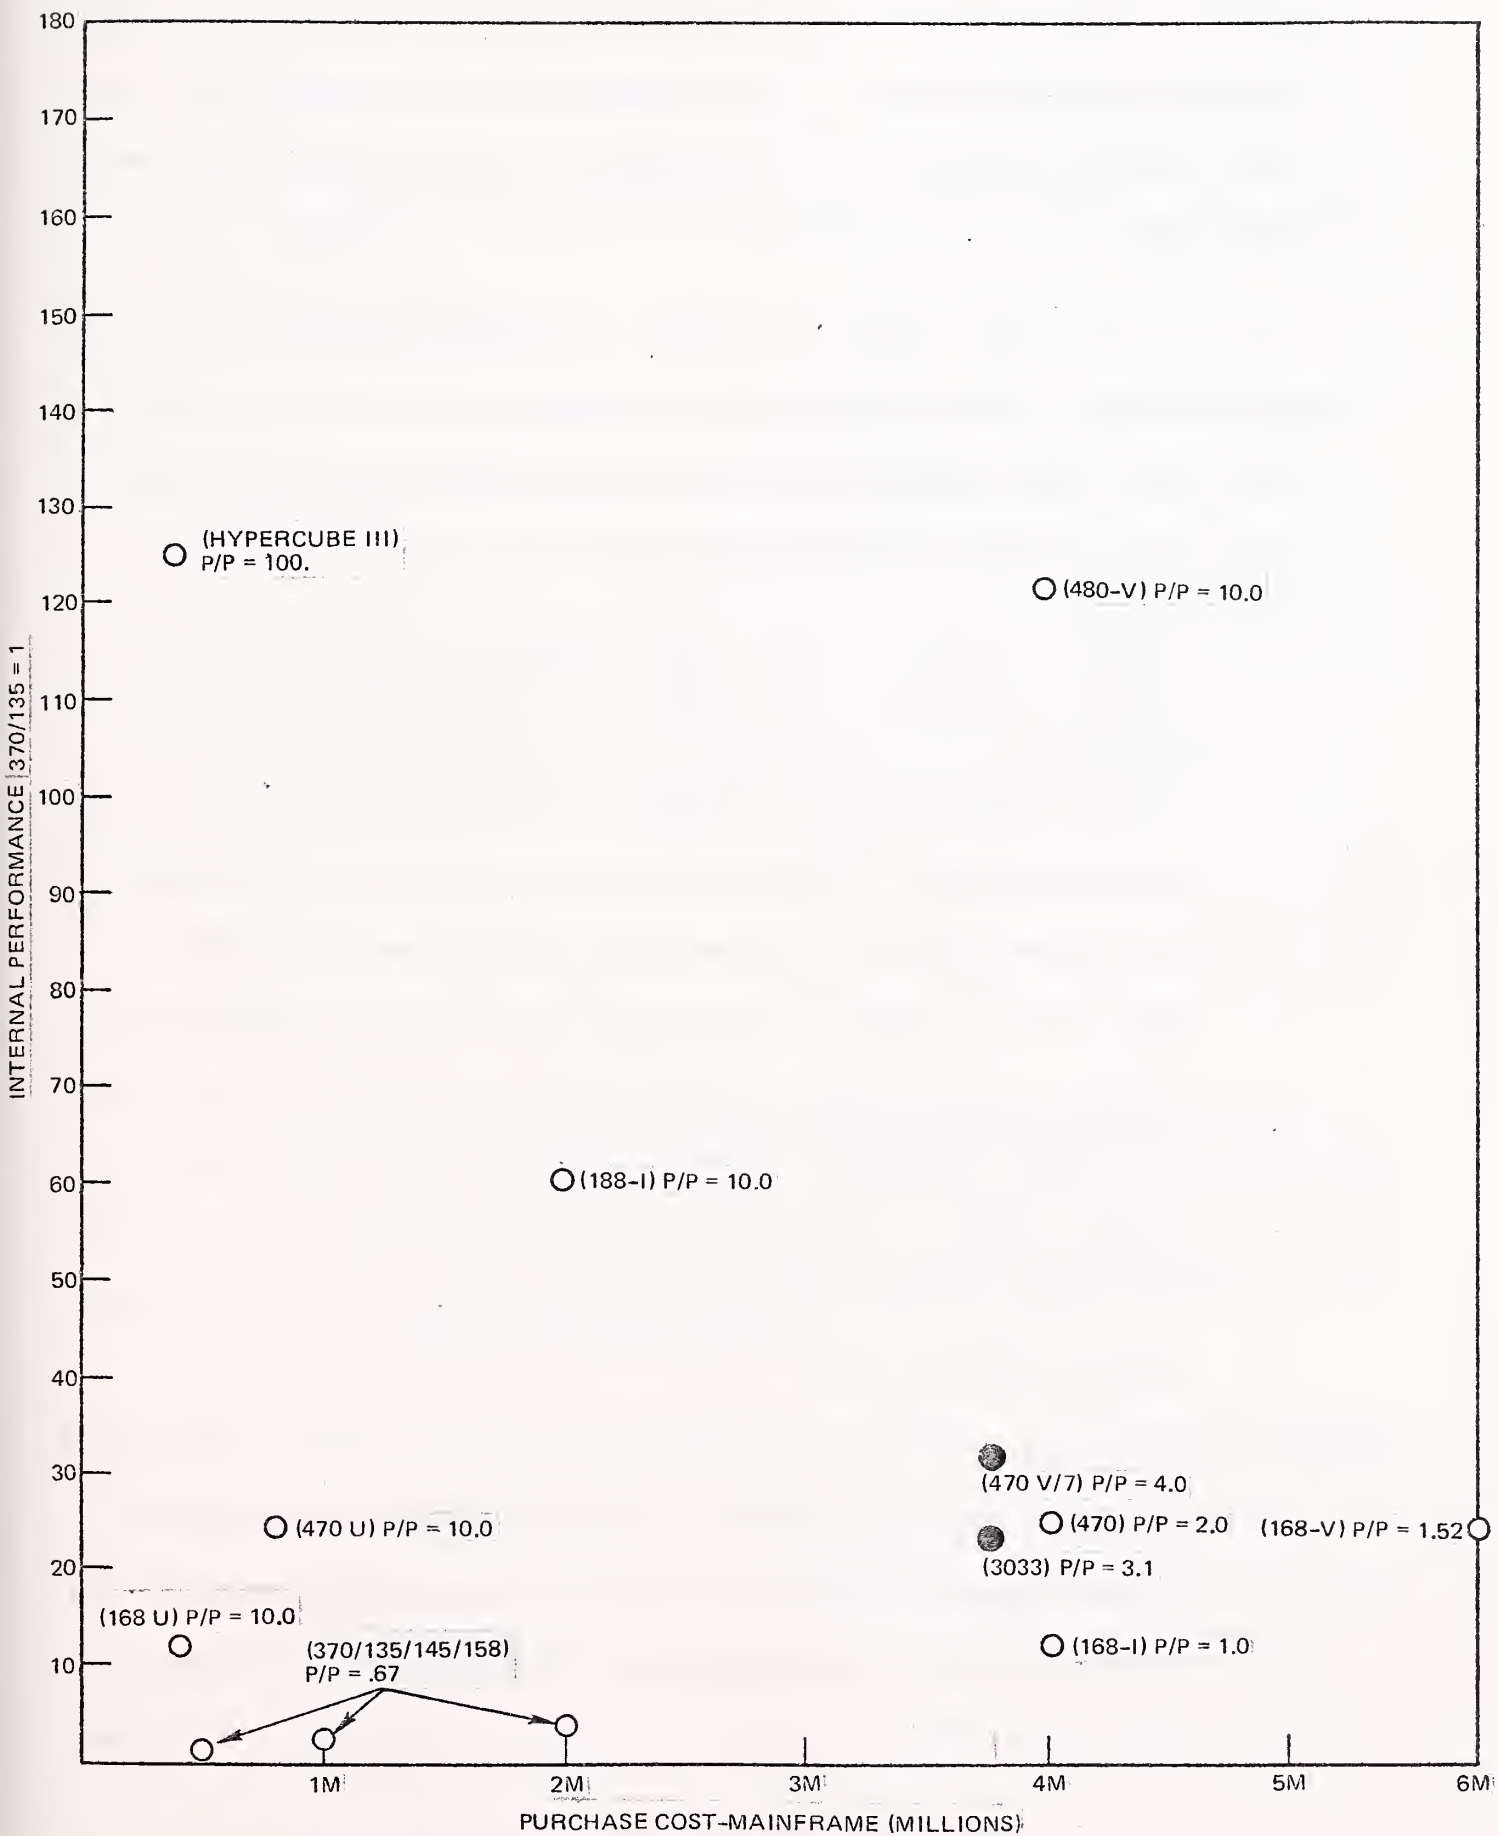 180
170
160
150
140
130
120
110
100
90
80
70
60
50
40
30
20
10
INTERNAL PERFORMANCE 370/135 = 1
(HYPERCUBE III)
P/P = 100.
(480-V) P/P = 10.0
(188-I) P/P = 10.0
(470 V/7) P/P = 4.0
(470 U) P/P = 10.0
(470) P/P = 2.0
(168-V) P/P = 1.52
(3033) P/P = 3.1
(168 U) P/P = 10.0
(370/135/145/158)
P/P = .67
(168-I) P/P = 1.0
1M
2M
3M
4M
5M
6M
PURCHASE COST-MAINFRAME (MILLIONS)